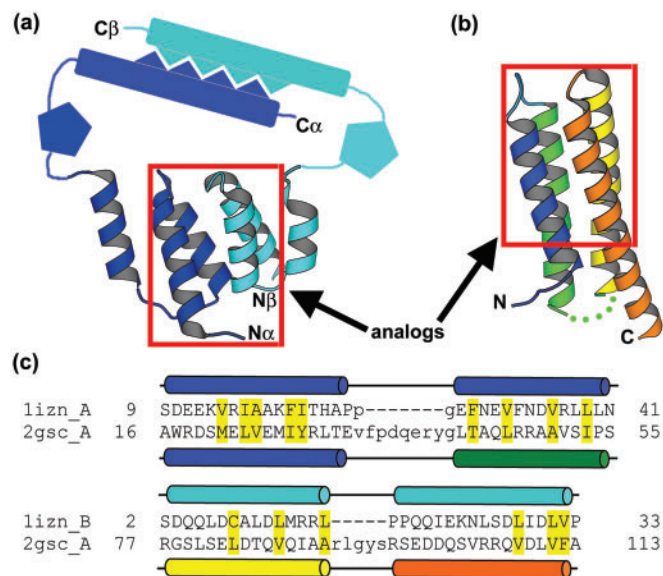 (a)
Cβ
Cα
Nβ
Nα
(b)
N
C
analogs
(c)
1izn_A 9 SDEEKVRIAAKFITHAPp-------gEFNEVFNDVRLLLN 41
2gsc_A 16 AWRDSMELVEMIYRLTEvfpdqerygLTAQLRRAAVSIPS 55
1izn_B 2 SDQQLDCALDLMRRL-----PPQQIEKNLSDLIDLVP 33
2gsc_A 77 RGSLSELDTQVQIAArlgysRSEDDQSVRRQVDLVFA 113